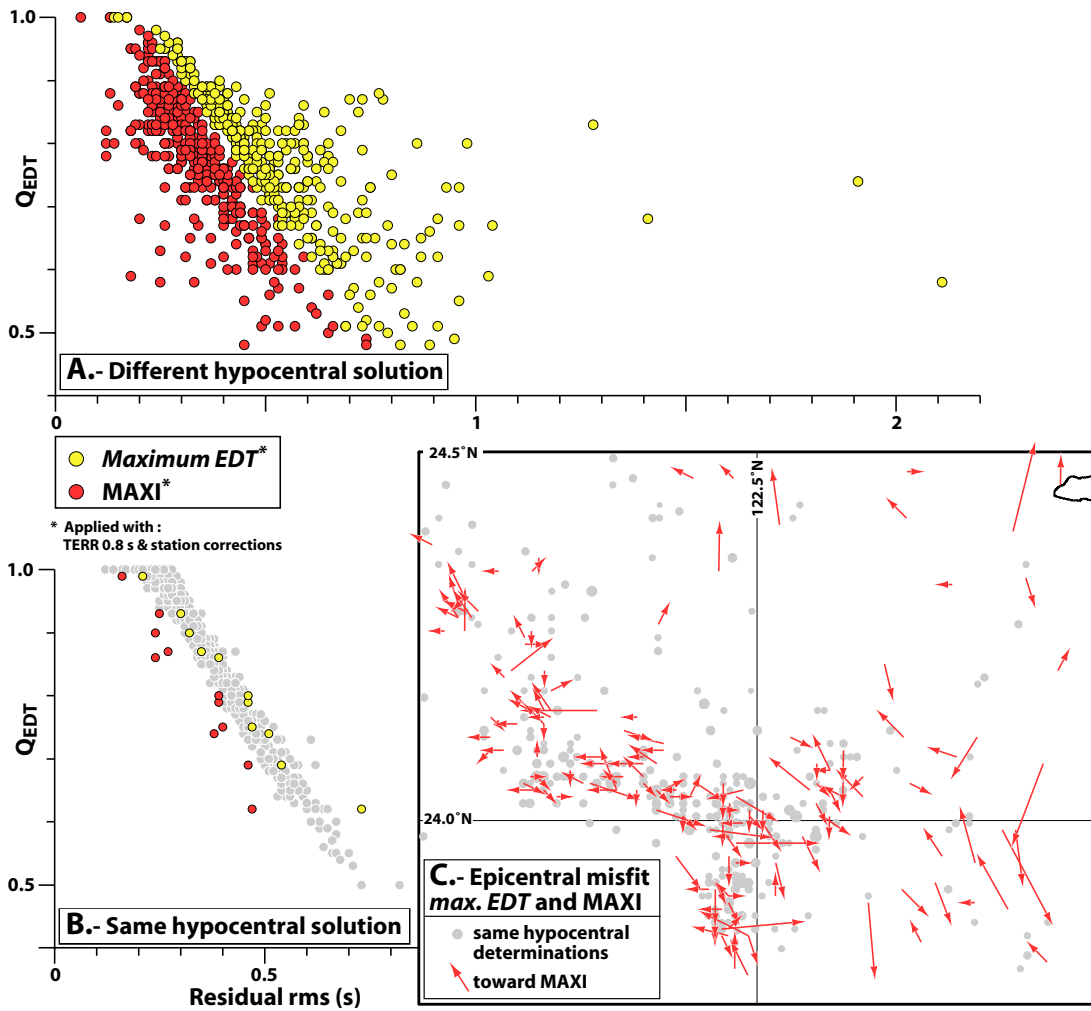 1.0
QEDT
0.5
A.- Different hypocentral solution
0
1
2
Maximum EDT*
MAXI*
* Applied with :
TERR 0.8 s & station corrections
1.0
QEDT
0.5
B.- Same hypocentral solution
0
0.5
Residual rms (s)
24.5°N
122.5°N
24.0°N
C.- Epicentral misfit
max. EDT and MAXI
same hypocentral
determinations
toward MAXI